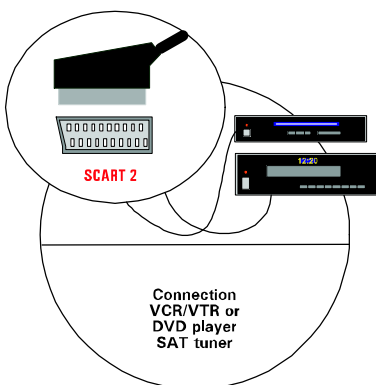 12:20
SCART 2
Connection
VCR/VTR or
DVD player
SAT tuner